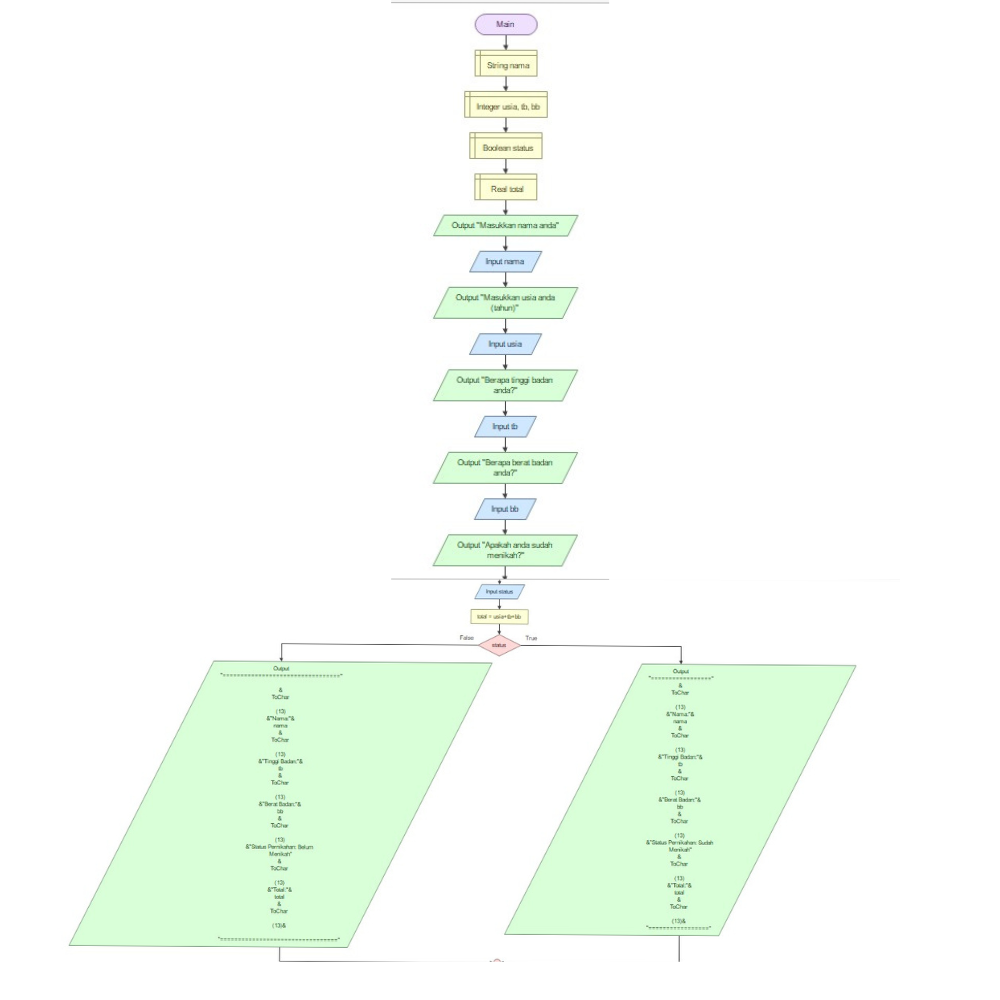 Main
String nama
Integer usia, tb, bb
Boolean status
Real total
Output "Masukkan nama anda"
Input nama
Output "Masukkan usia anda
(tahun)"
Input usia
Output "Berapa tinggi badan
anda?"
Input tb
Output "Berapa berat badan
anda?"
Input bb
Output "Apakah anda sudah
menikah?"
Input status
total = usia+tb+bb
False
status
True
Output
"=================================="
&
ToChar
(13)
&"Nama:"&
nama
&
ToChar
(13)
&"Tinggi Badan:"&
tb
&
ToChar
(13)
&"Berat Badan:"&
bb
&
ToChar
(13)
&"Status Pernikahan: Belum
Menikah"
&
ToChar
(13)
&"Total:"&
total
&
ToChar
(13)&
"=================================="
Output
"=================="
&
ToChar
(13)
&"Nama:"&
nama
&
ToChar
(13)
&"Tinggi Badan:"&
tb
&
ToChar
(13)
&"Berat Badan:"&
bb
&
ToChar
(13)
&"Status Pernikahan: Sudah
Menikah"
&
ToChar
(13)
&"Total:"&
total
&
ToChar
(13)&
"=================="